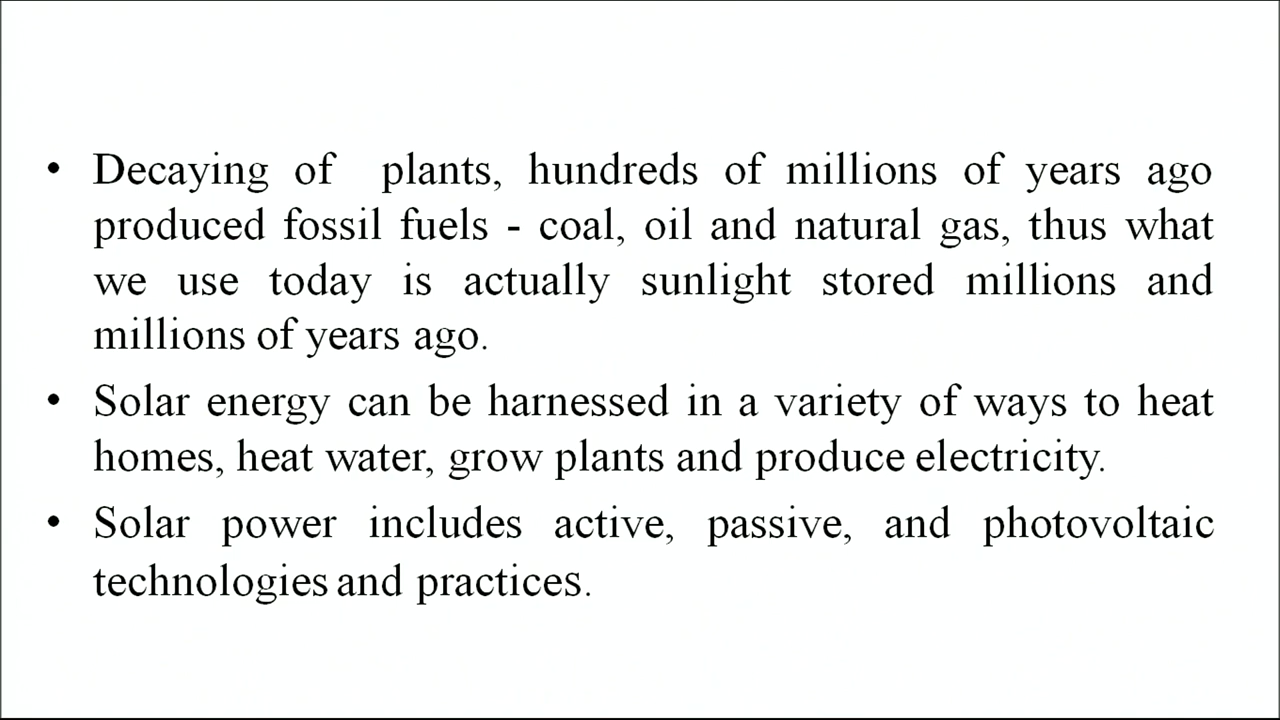 • Decaying of plants, hundreds of millions of years ago
produced fossil fuels - coal, oil and natural gas, thus what
we use today is actually sunlight stored millions and
millions of years ago.
• Solar energy can be harnessed in a variety of ways to heat
homes, heat water, grow plants and produce electricity.
• Solar power includes active, passive, and photovoltaic
technologies and practices.